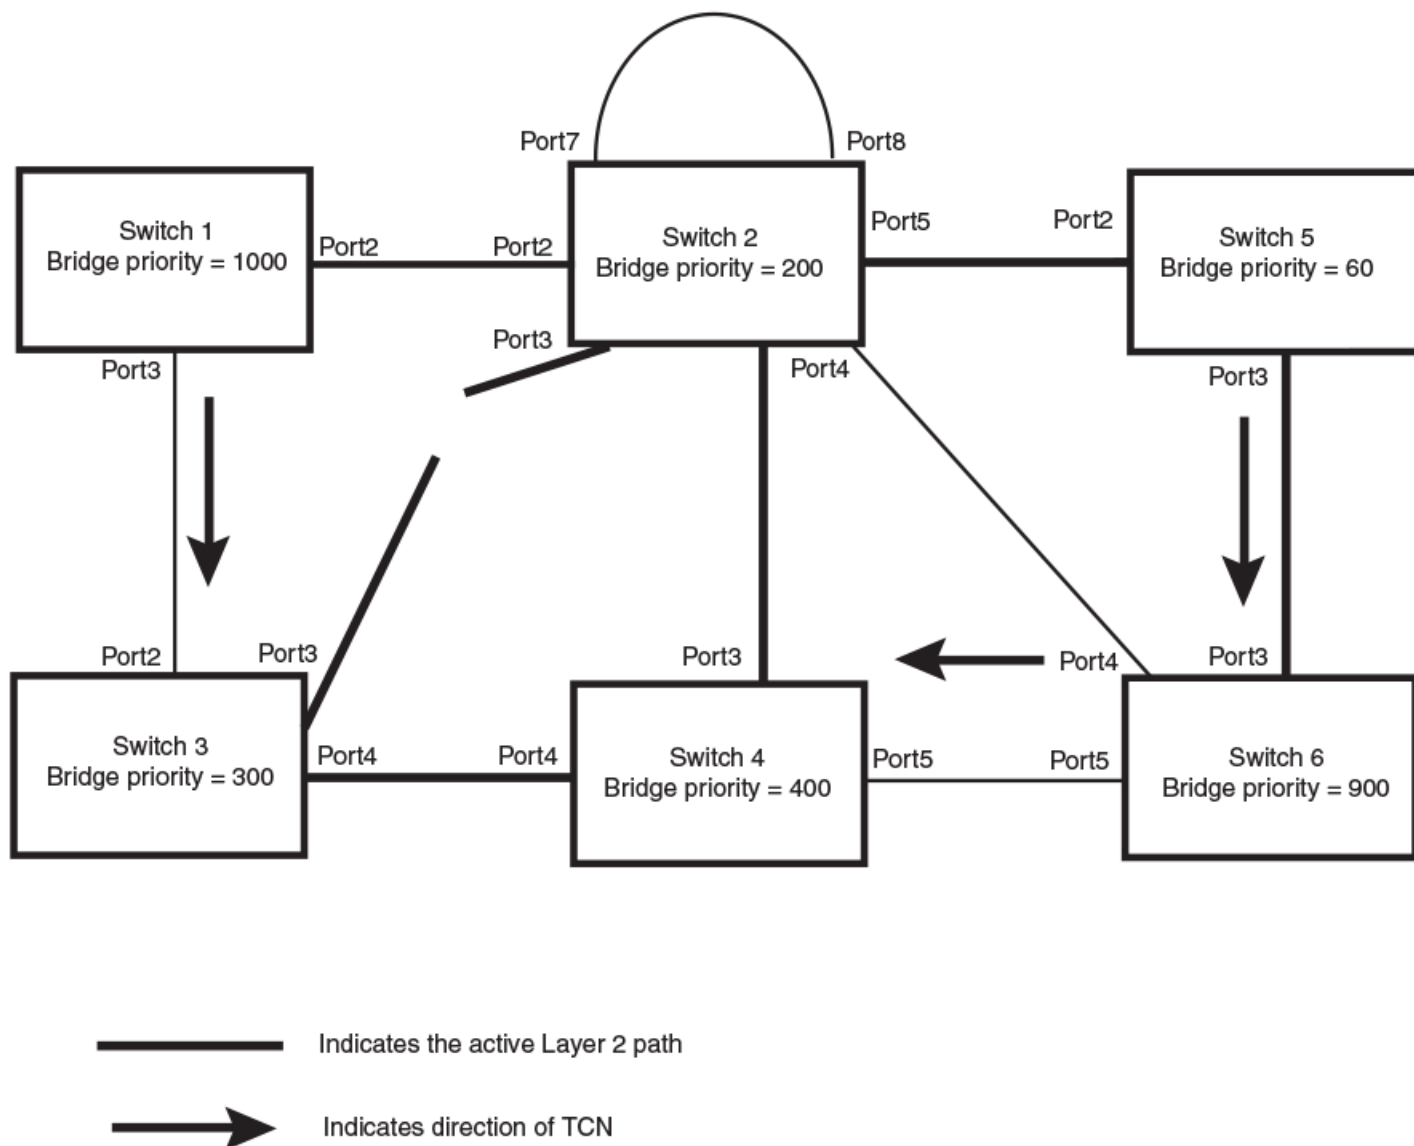 Port7
Port8
Switch 1
Bridge priority = 1000
Port2
Port2
Switch 2
Bridge priority = 200
Port5
Port2
Switch 5
Bridge priority = 60
Port3
Port3
Port4
Port3
Port2
Port3
Port3
Port4
Port3
Switch 3
Bridge priority = 300
Port4
Port4
Switch 4
Bridge priority = 400
Port5
Port5
Switch 6
Bridge priority = 900
Indicates the active Layer 2 path
Indicates direction of TCN